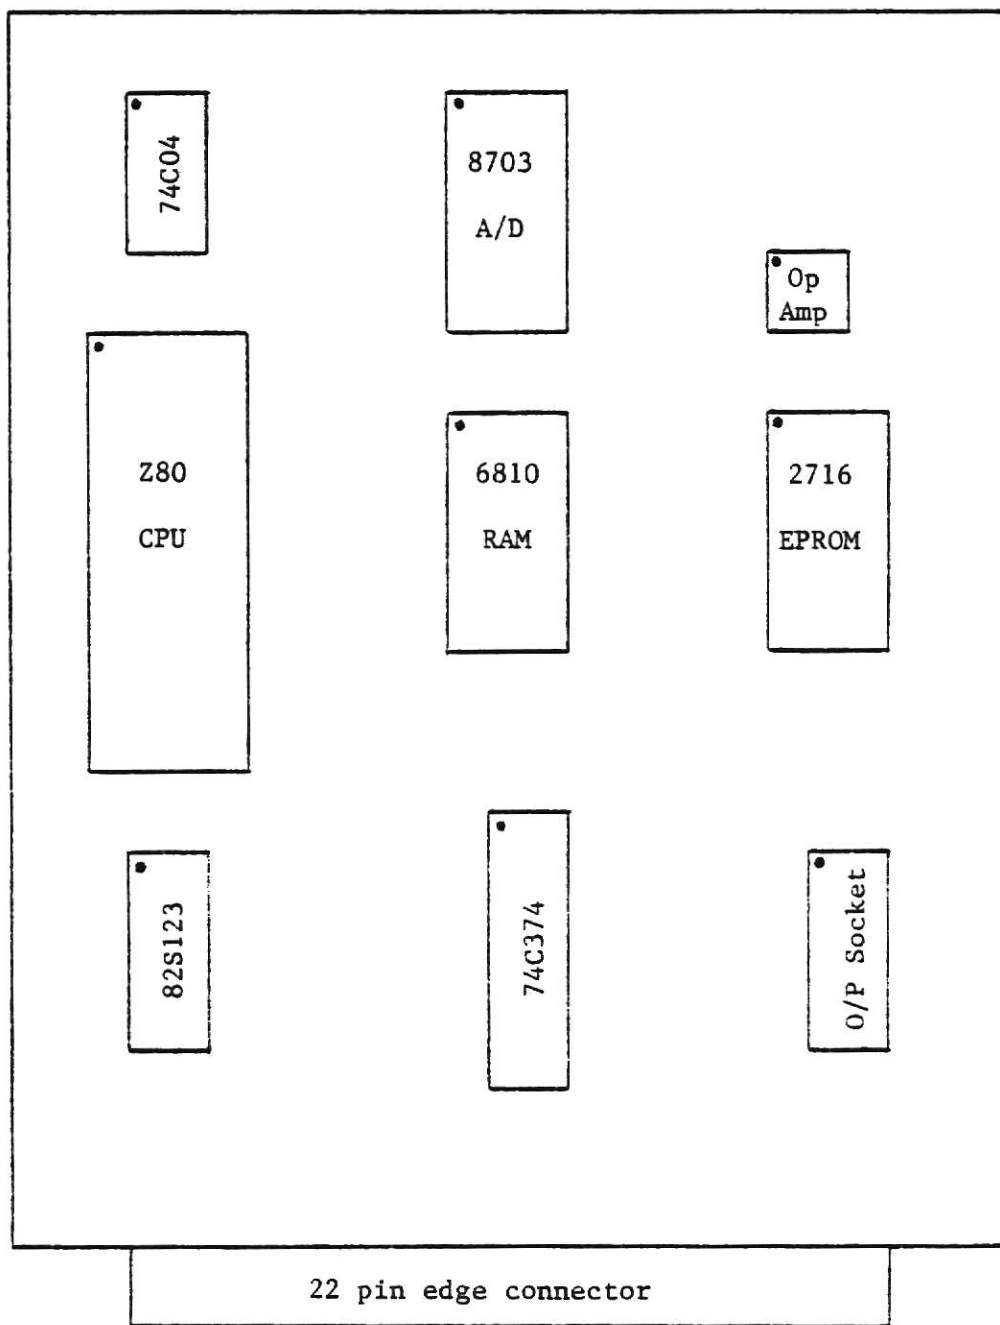 74C04
8703
A/D
Op
Amp
Z80
CPU
6810
RAM
2716
EPROM
82S123
74C374
O/P Socket
22 pin edge connector